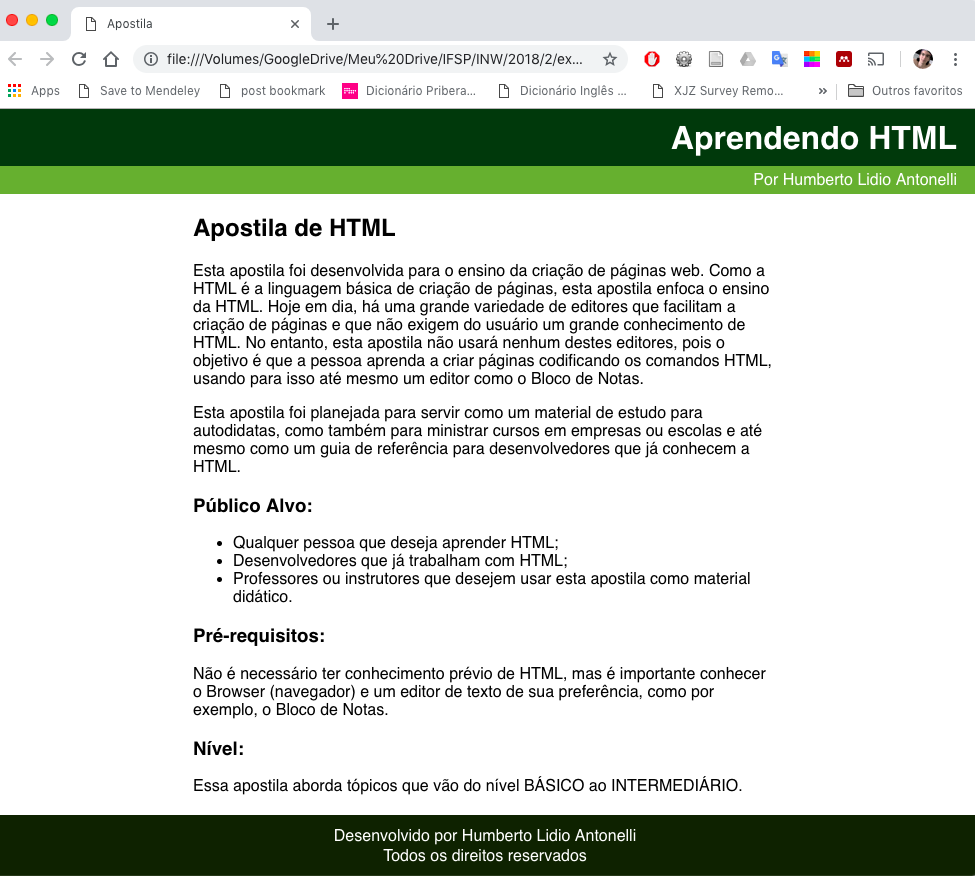 Apostila
file:///Volumes/GoogleDrive/Meu%20Drive/IFSP/INW/2018/2/ex...
Apps Save to Mendeley post bookmark Dicionário Pribera... Dicionário Inglês ... XJZ Survey Remo... » Outros favoritos
Aprendendo HTML
Por Humberto Lidio Antonelli
Apostila de HTML
Esta apostila foi desenvolvida para o ensino da criação de páginas web. Como a
HTML é a linguagem básica de criação de páginas, esta apostila enfoca o ensino
da HTML. Hoje em dia, há uma grande variedade de editores que facilitam a
criação de páginas e que não exigem do usuário um grande conhecimento de
HTML. No entanto, esta apostila não usará nenhum destes editores, pois o
objetivo é que a pessoa aprenda a criar páginas codificando os comandos HTML,
usando para isso até mesmo um editor como o Bloco de Notas.
Esta apostila foi planejada para servir como um material de estudo para
autodidatas, como também para ministrar cursos em empresas ou escolas e até
mesmo como um guia de referência para desenvolvedores que já conhecem a
HTML.
Público Alvo:
• Qualquer pessoa que deseja aprender HTML;
• Desenvolvedores que já trabalham com HTML;
• Professores ou instrutores que desejem usar esta apostila como material
didático.
Pré-requisitos:
Não é necessário ter conhecimento prévio de HTML, mas é importante conhecer
o Browser (navegador) e um editor de texto de sua preferência, como por
exemplo, o Bloco de Notas.
Nível:
Essa apostila aborda tópicos que vão do nível BÁSICO ao INTERMEDIÁRIO.
Desenvolvido por Humberto Lidio Antonelli
Todos os direitos reservados